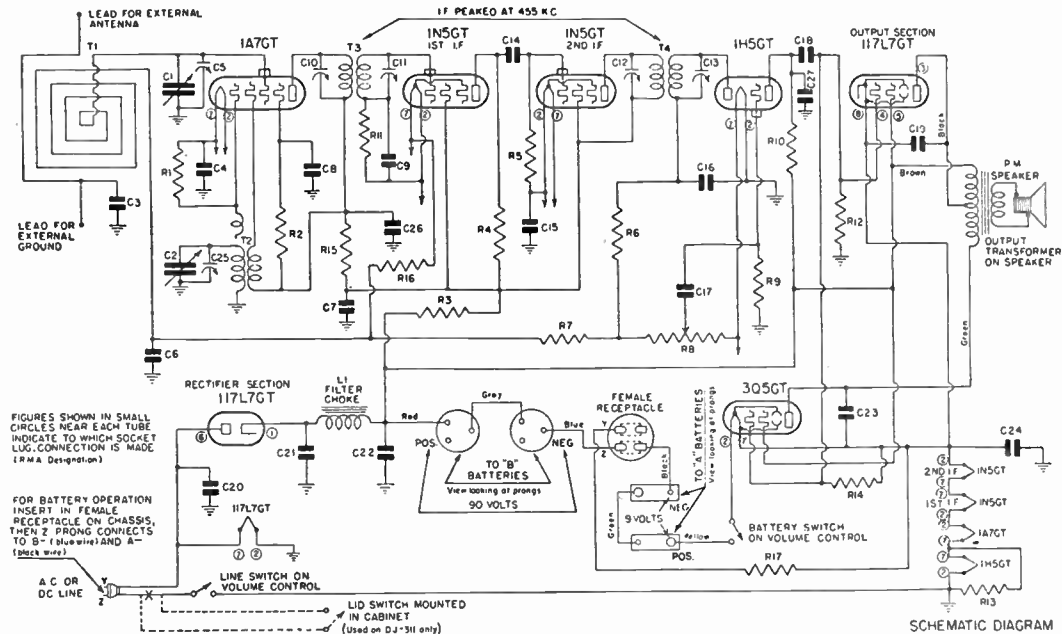 LEAD FOR EXTERNAL
ANTENNA
IF PEAKED AT 455 KC
T1
1A7GT
T3
1N5GT
1ST I.F
C14
1N5GT
2ND I.F
T4
1H5GT
C18
OUTPUT SECTION
117L7GT
C1
C5
C10
C11
C12
C13
C27
R1
C4
C8
R11
C9
R5
C16
R10
C19
Black
Brown
P.M.
SPEAKER
OUTPUT
TRANSFORMER
ON SPEAKER
C3
LEAD FOR
EXTERNAL
GROUND
T2
C2
C25
R2
R15
C26
R16
R4
C15
R6
C17
R9
R12
C7
R3
C6
R7
R8
Green
RECTIFIER SECTION
117L7GT
L1
FILTER
CHOKE
FIGURES SHOWN IN SMALL
CIRCLES NEAR EACH TUBE
INDICATE TO WHICH SOCKET
LUG, CONNECTION IS MADE
(RMA Designation)
Red
Grey
Blue
POS.
NEG
TO "B"
BATTERIES
View looking at prongs
90 VOLTS
FEMALE
RECEPTACLE
Y
Z
TO "A" BATTERIES
View looking at prongs
Black
NEG.
9 VOLTS
Green
Yellow
POS.
3Q5GT
C23
C24
R14
BATTERY SWITCH
ON VOLUME CONTROL
R17
2ND I.F
1N5GT
1ST I.F
1N5GT
1A7GT
1H5GT
R13
C21
C22
C20
117L7GT
FOR BATTERY OPERATION
INSERT IN FEMALE
RECEPTACLE ON CHASSIS,
THEN Z PRONG CONNECTS
TO B- (blue wire) AND A-
(black wire)
Y
A C OR
DC LINE
Z
X
LINE SWITCH ON
VOLUME CONTROL
LID SWITCH MOUNTED
IN CABINET
(Used on DJ-311 only)
SCHEMATIC DIAGRAM